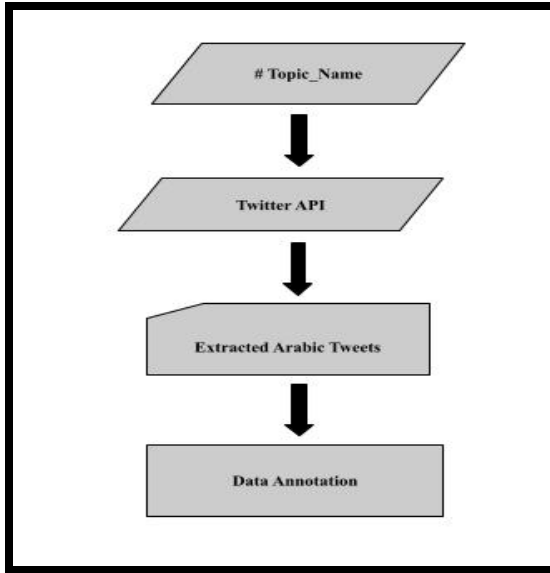 # Topic_Name
Twitter API
Extracted Arabic Tweets
Data Annotation